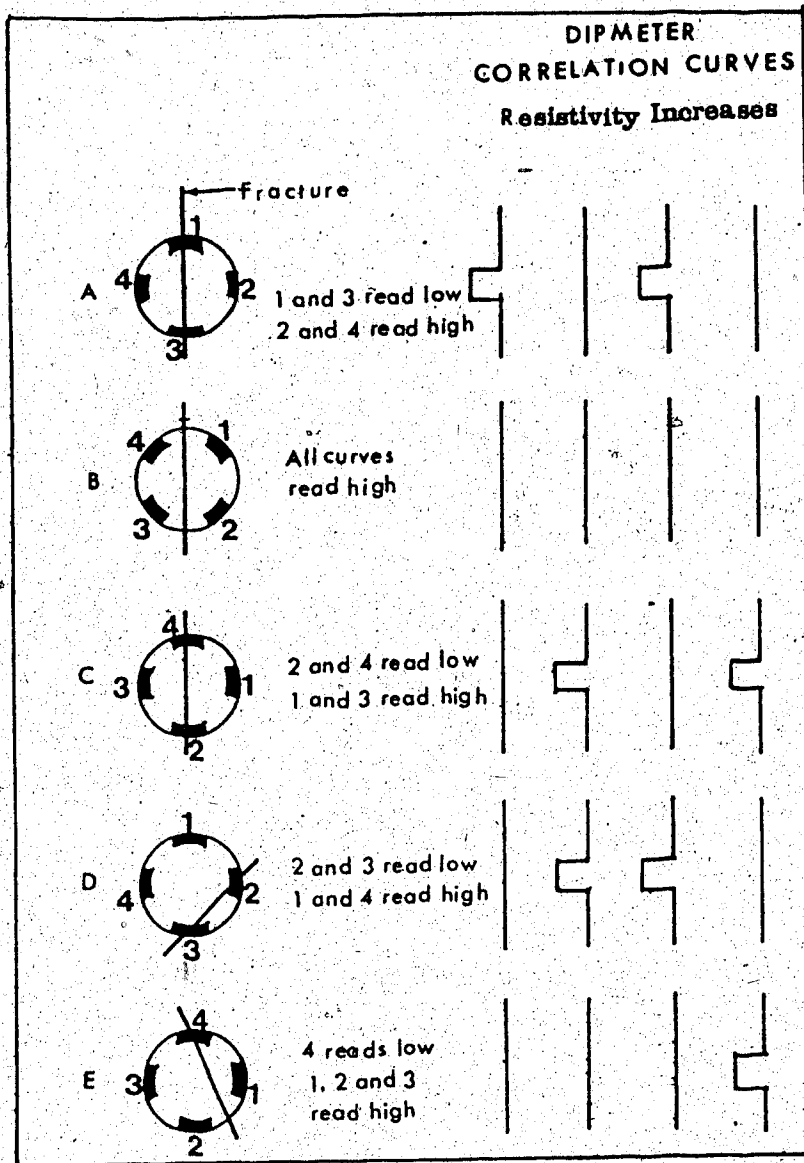 DIPMETER
CORRELATION CURVES
Resistivity Increases
Fracture
A
1
4
2
3
1 and 3 read low
2 and 4 read high
B
4
1
3
2
All curves
read high
C
4
3
1
2
2 and 4 read low
1 and 3 read high
D
1
4
2
3
2 and 3 read low
1 and 4 read high
E
4
3
1
2
4 reads low
1, 2 and 3
read high